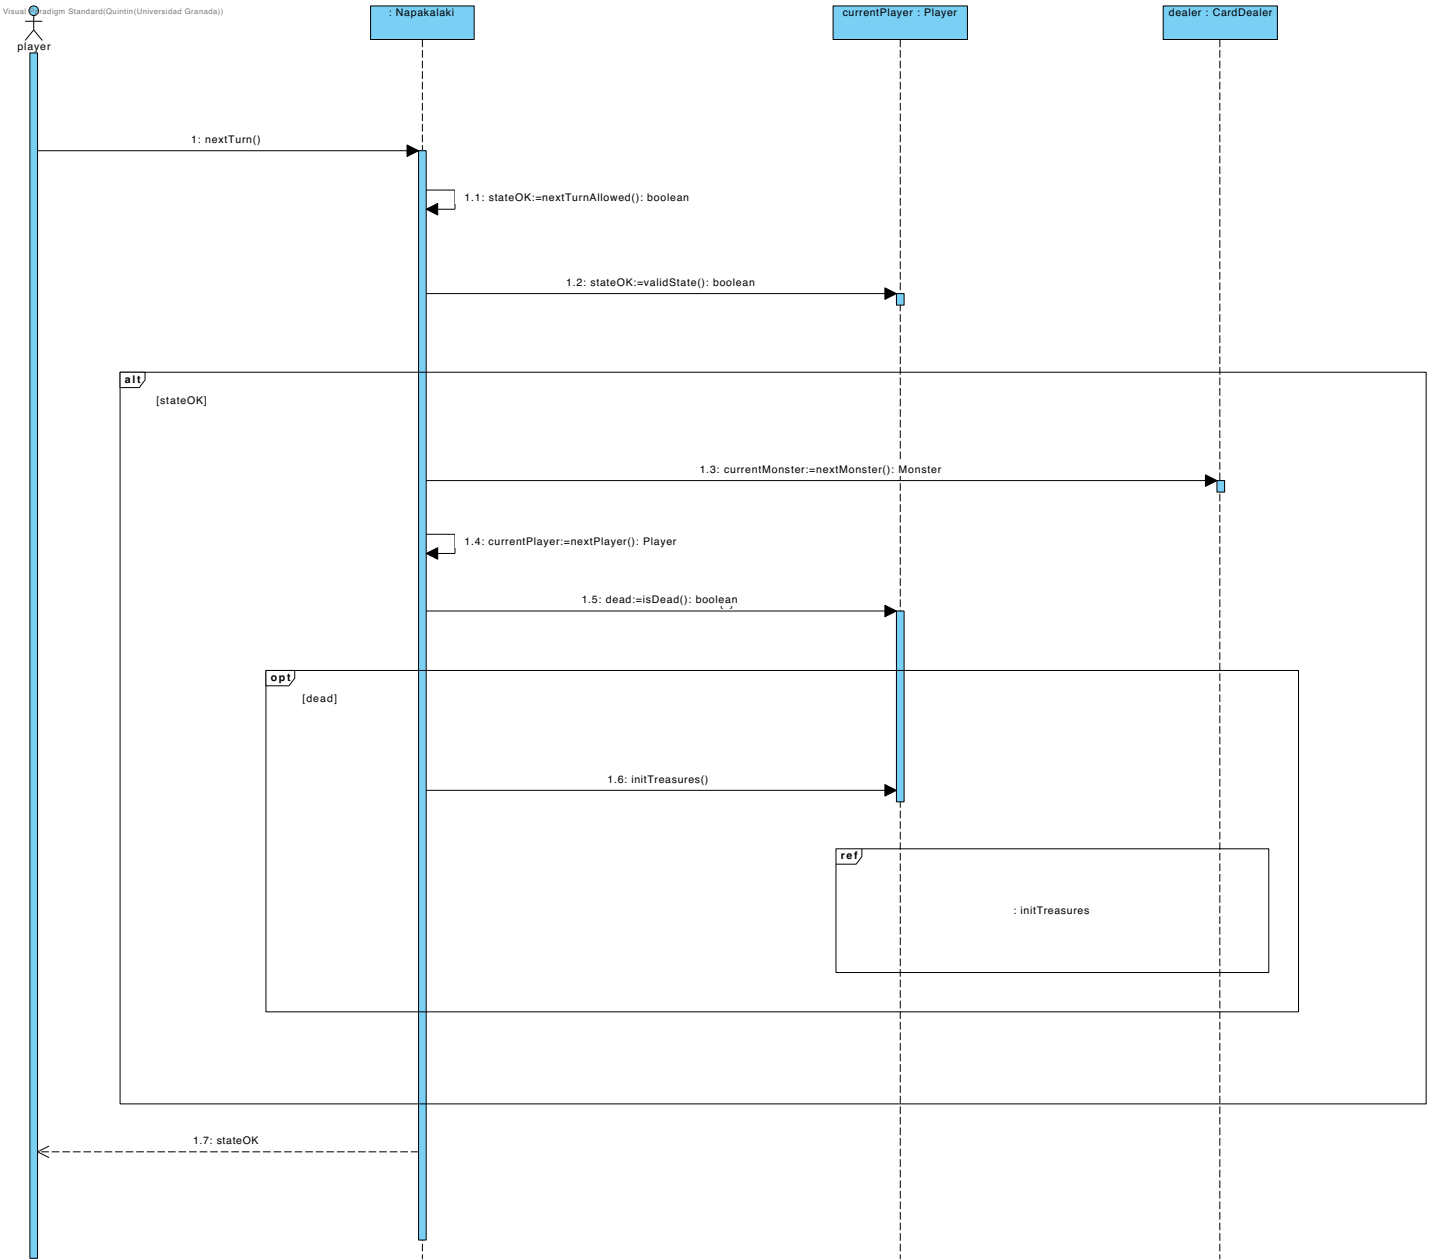 Visual Paradigm Standard(Quintin(Universidad Granada))
player
: Napakalaki
currentPlayer : Player
dealer : CardDealer
1: nextTurn()
1.1: stateOK:=nextTurnAllowed(): boolean
1.2: stateOK:=validState(): boolean
alt
[stateOK]
1.3: currentMonster:=nextMonster(): Monster
1.4: currentPlayer:=nextPlayer(): Player
1.5: dead:=isDead(): boolean
opt
[dead]
1.6: initTreasures()
ref
: initTreasures
1.7: stateOK